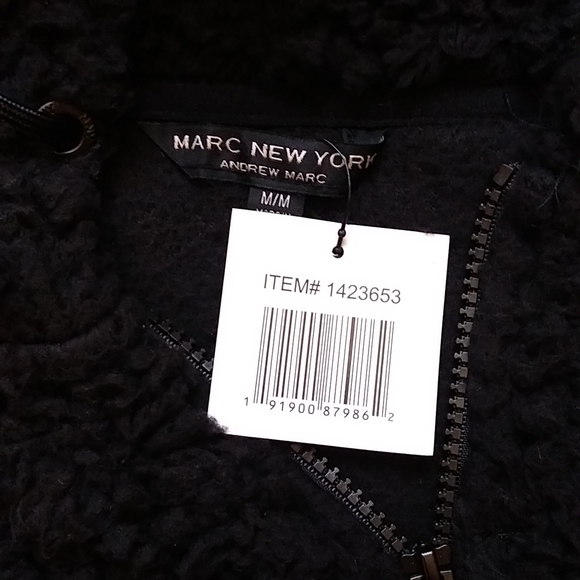 MARC NEW YORK
ANDREW MARC
M/M
ITEM# 1423653
1 91900 87986 2